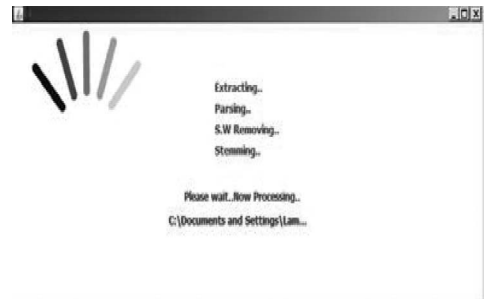 Extracting..
Parsing..
S.W Removing..
Stemming..
Please wait..Now Processing..
C:\Documents and Settings\Lam...